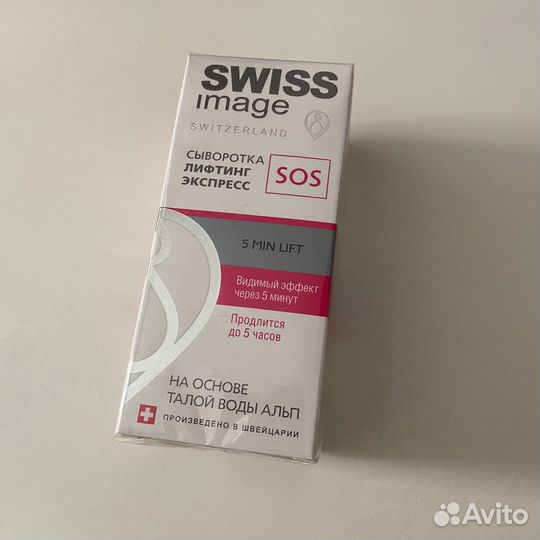 SWISS
image
SWITZERLAND
СЫВОРОТКА
ЛИФТИНГ
ЭКСПРЕСС
SOS
5 MIN LIFT
Видимый эффект
через 5 минут
Продлится
до 5 часов
НА ОСНОВЕ
ТАЛОЙ ВОДЫ АЛЬП
ПРОИЗВЕДЕНО В ШВЕЙЦАРИИ
Avito